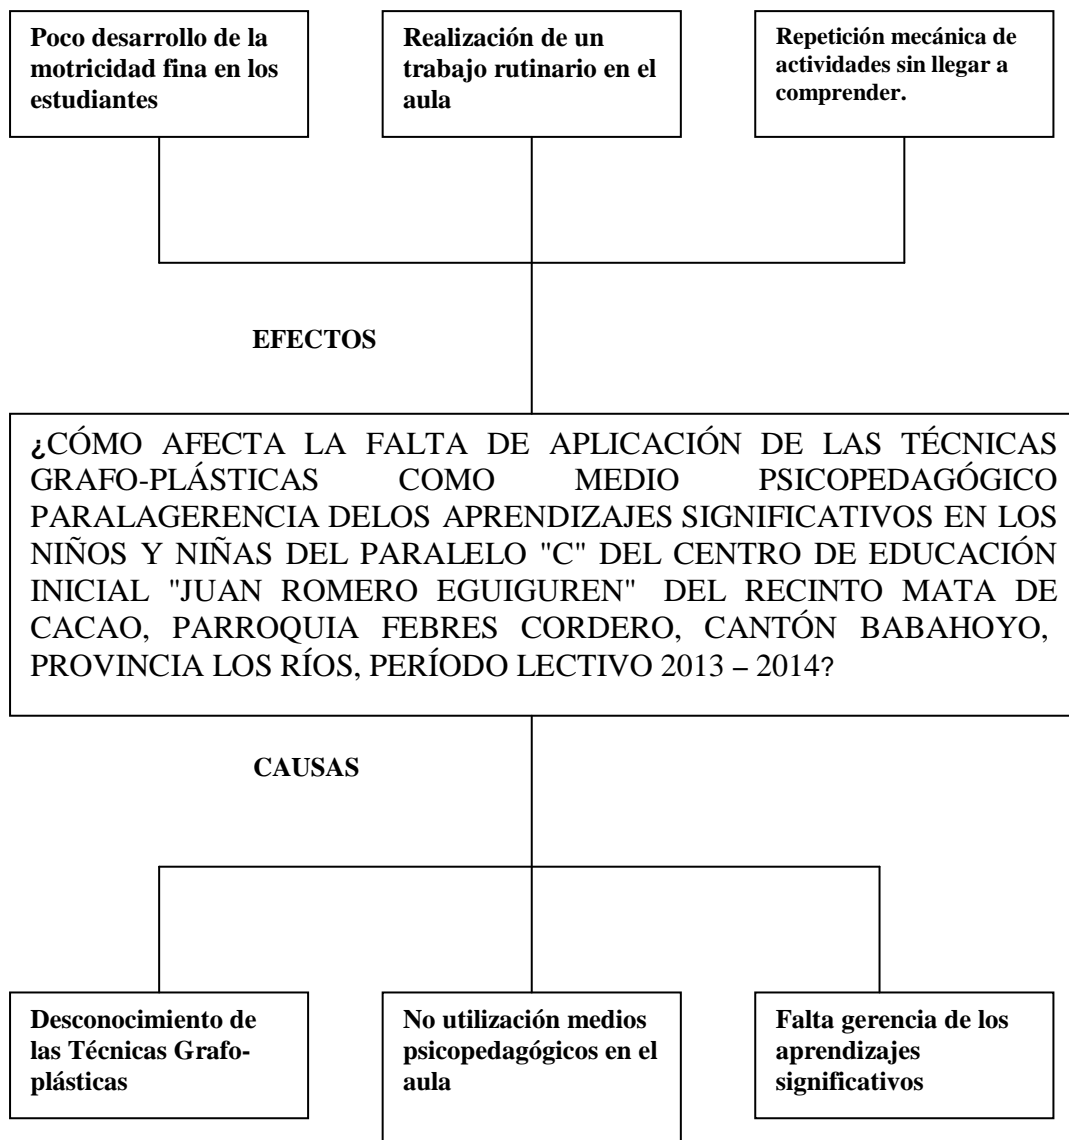 Poco desarrollo de la
motricidad fina en los
estudiantes
Realización de un
trabajo rutinario en el
aula
Repetición mecánica de
actividades sin llegar a
comprender.
EFECTOS
¿CÓMO AFECTA LA FALTA DE APLICACIÓN DE LAS TÉCNICAS
GRAFO-PLÁSTICAS COMO MEDIO PSICOPEDAGÓGICO
PARALAGERENCIA DELOS APRENDIZAJES SIGNIFICATIVOS EN LOS
NIÑOS Y NIÑAS DEL PARALELO "C" DEL CENTRO DE EDUCACIÓN
INICIAL "JUAN ROMERO EGUIGUREN" DEL RECINTO MATA DE
CACAO, PARROQUIA FEBRES CORDERO, CANTÓN BABAHOYO,
PROVINCIA LOS RÍOS, PERÍODO LECTIVO 2013 – 2014?
CAUSAS
Desconocimiento de
las Técnicas Grafo-
plásticas
No utilización medios
psicopedagógicos en el
aula
Falta gerencia de los
aprendizajes
significativos